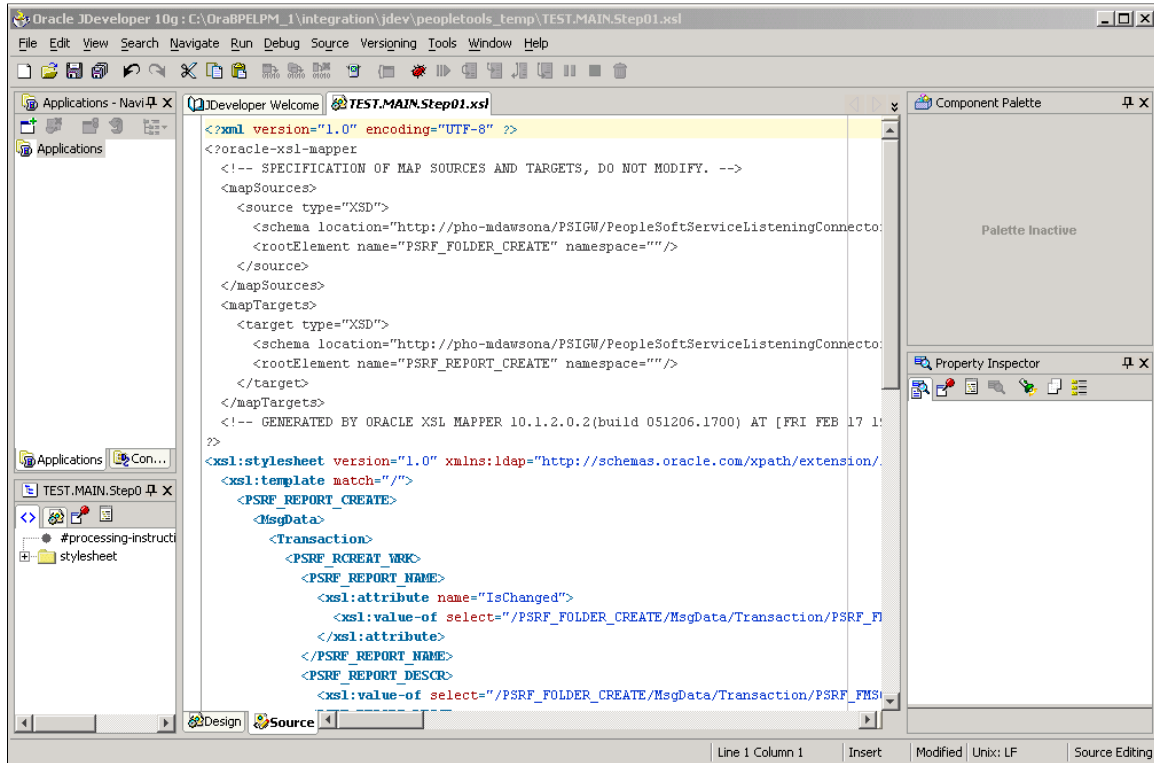 Oracle JDeveloper 10g : C:\OraBPELPM_1\integration\jdev\peopletools_temp\TEST.MAIN.Step01.xsl
File Edit View Search Navigate Run Debug Source Versioning Tools Window Help
Applications - Navi
JDeveloper Welcome
TEST.MAIN.Step01.xsl
Component Palette
Applications
<?xml version="1.0" encoding="UTF-8" ?>
<?oracle-xsl-mapper
<!-- SPECIFICATION OF MAP SOURCES AND TARGETS, DO NOT MODIFY. -->
<mapSources>
<source type="XSD">
<schema location="http://pho-mdawsona/PSIGW/PeopleSoftServiceListeningConnecto
<rootElement name="PSRF_FOLDER_CREATE" namespace=""/>
</source>
</mapSources>
<mapTargets>
<target type="XSD">
<schema location="http://pho-mdawsona/PSIGW/PeopleSoftServiceListeningConnecto
<rootElement name="PSRF_REPORT_CREATE" namespace=""/>
</target>
</mapTargets>
<!-- GENERATED BY ORACLE XSL MAPPER 10.1.2.0.2(build 051206.1700) AT [FRI FEB 17 1
?>
<xsl:stylesheet version="1.0" xmlns:ldap="http://schemas.oracle.com/xpath/extension/
<xsl:template match="/">
<PSRF_REPORT_CREATE>
<MsgData>
<Transaction>
<PSRF_RCREAT_WRK>
<PSRF_REPORT_NAME>
<xsl:attribute name="IsChanged">
<xsl:value-of select="/PSRF_FOLDER_CREATE/MsgData/Transaction/PSRF_F
</xsl:attribute>
</PSRF_REPORT_NAME>
<PSRF_REPORT_DESCR>
<xsl:value-of select="/PSRF_FOLDER_CREATE/MsgData/Transaction/PSRF_FMS
Palette Inactive
Property Inspector
Applications
Con...
TEST.MAIN.Step0
#processing-instructi
stylesheet
Design
Source
Line 1 Column 1
Insert
Modified
Unix: LF
Source Editing